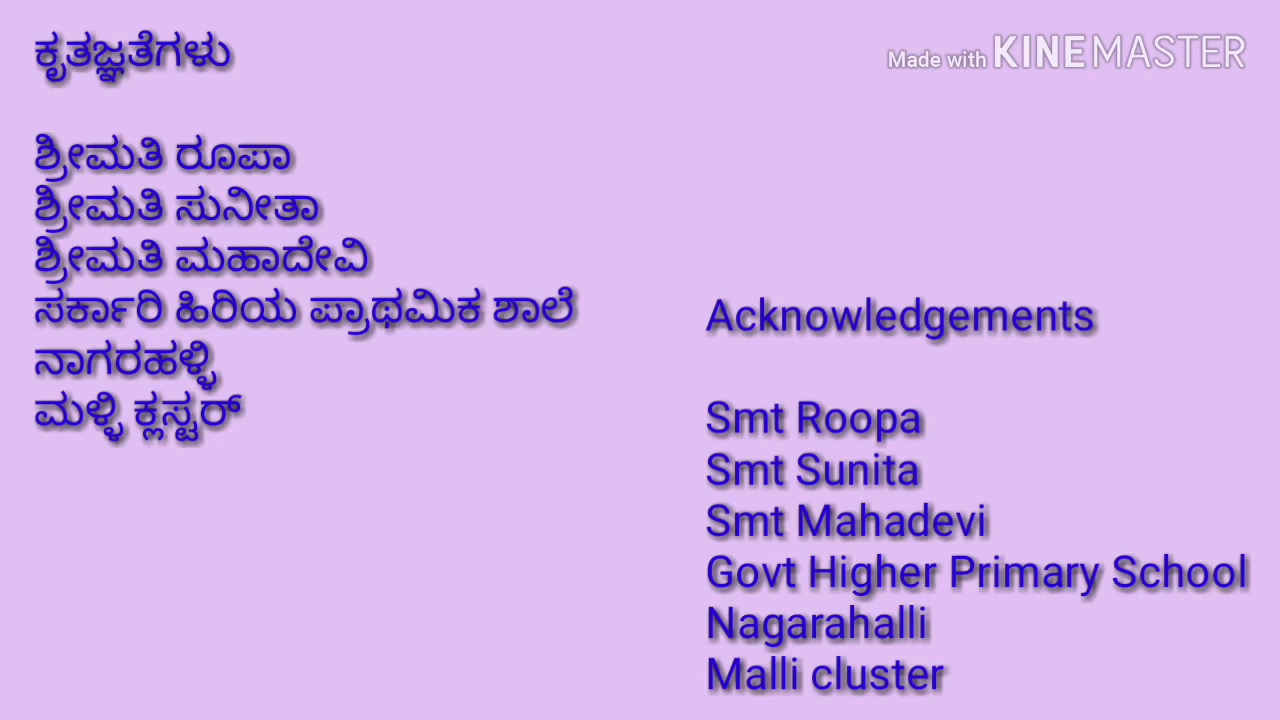 ಕೃತಜ್ಞತೆಗಳು
ಶ್ರೀಮತಿ ರೂಪಾ
ಶ್ರೀಮತಿ ಸುನೀತಾ
ಶ್ರೀಮತಿ ಮಹಾದೇವಿ
ಸರ್ಕಾರಿ ಹಿರಿಯ ಪ್ರಾಥಮಿಕ ಶಾಲೆ
ನಾಗರಹಳ್ಳಿ
ಮಳ್ಳಿ ಕ್ಲಸ್ಟರ್
Made with KINEMASTER
Acknowledgements
Smt Roopa
Smt Sunita
Smt Mahadevi
Govt Higher Primary School
Nagarahalli
Malli cluster